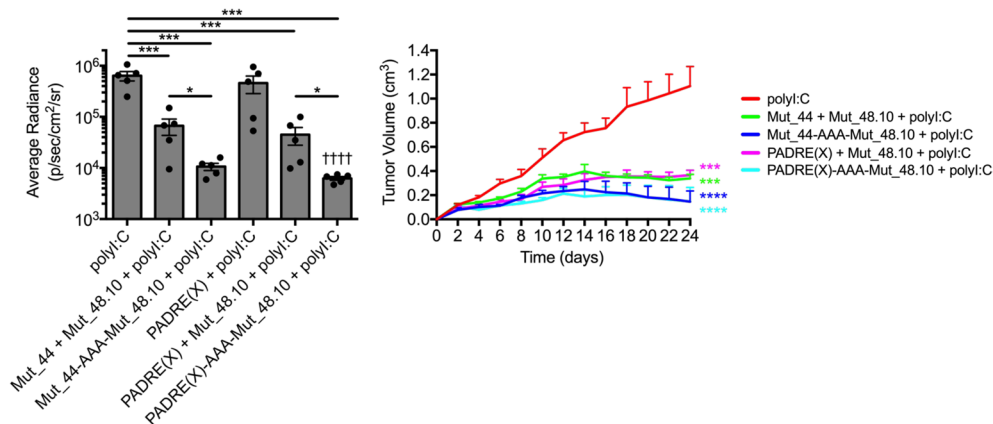 ***
***
***
*
*
††††
10⁶
10⁵
10⁴
10³
Average Radiance
(p/sec/cm²/sr)
polyI:C
Mut_44 + Mut_48.10 + polyI:C
Mut_44-AAA-Mut_48.10 + polyI:C
PADRE(X) + polyI:C
PADRE(X) + Mut_48.10 + polyI:C
PADRE(X)-AAA-Mut_48.10 + polyI:C
1.4
1.2
1.0
0.8
0.6
0.4
0.2
0.0
Tumor Volume (cm³)
0 2 4 6 8 10 12 14 16 18 20 22 24
Time (days)
***
***
****
****
polyI:C
Mut_44 + Mut_48.10 + polyI:C
Mut_44-AAA-Mut_48.10 + polyI:C
PADRE(X) + Mut_48.10 + polyI:C
PADRE(X)-AAA-Mut_48.10 + polyI:C